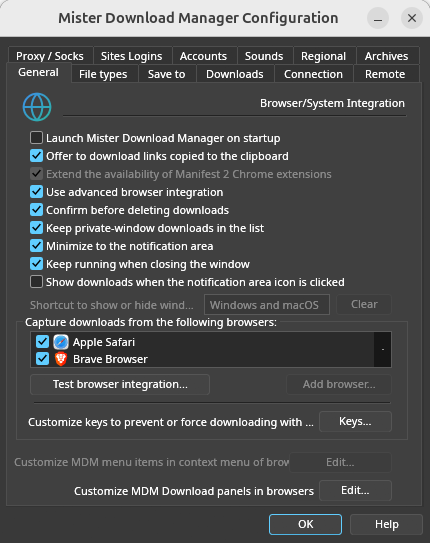 Mister Download Manager Configuration
Proxy / Socks Sites Logins Accounts Sounds Regional Archives
General File types Save to Downloads Connection Remote
Browser/System Integration
Launch Mister Download Manager on startup
Offer to download links copied to the clipboard
Extend the availability of Manifest 2 Chrome extensions
Use advanced browser integration
Confirm before deleting downloads
Keep private-window downloads in the list
Minimize to the notification area
Keep running when closing the window
Show downloads when the notification area icon is clicked
Shortcut to show or hide wind... Windows and macOS Clear
Capture downloads from the following browsers:
Apple Safari
Brave Browser
Test browser integration... Add browser...
Customize keys to prevent or force downloading with ... Keys...
Customize MDM menu items in context menu of brow Edit...
Customize MDM Download panels in browsers Edit...
OK Help